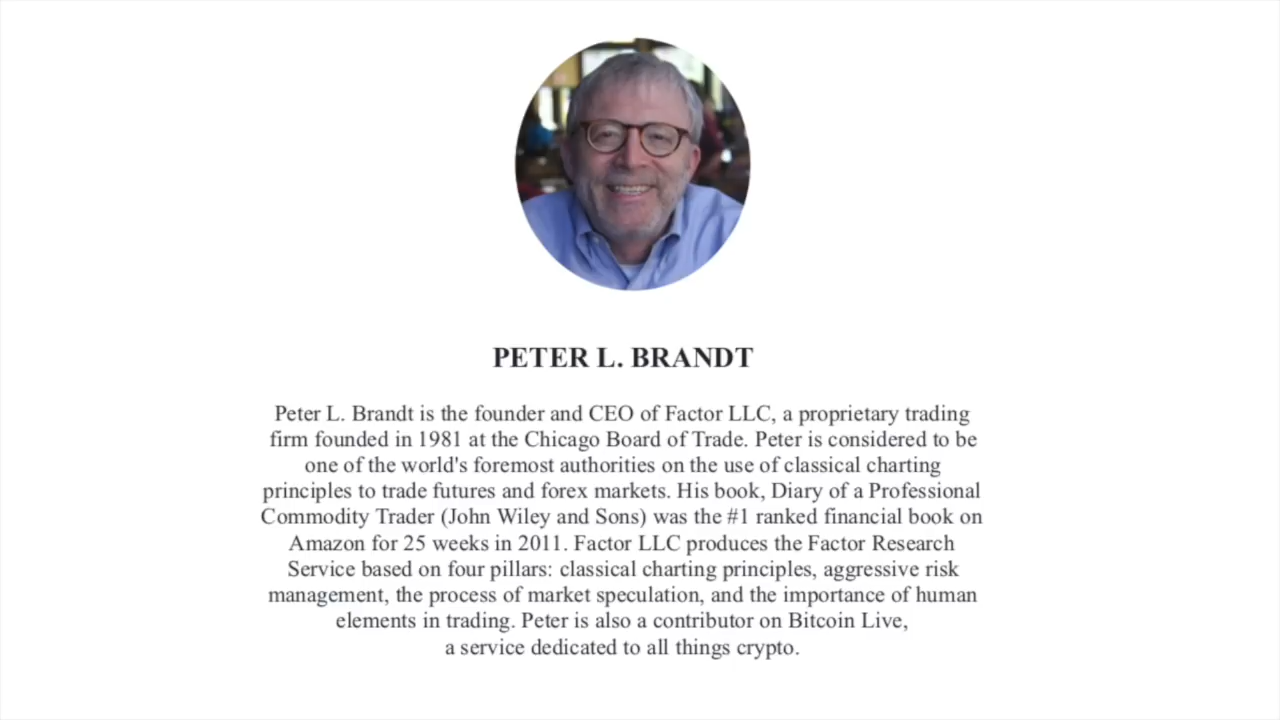 PETER L. BRANDT
Peter L. Brandt is the founder and CEO of Factor LLC, a proprietary trading
firm founded in 1981 at the Chicago Board of Trade. Peter is considered to be
one of the world's foremost authorities on the use of classical charting
principles to trade futures and forex markets. His book, Diary of a Professional
Commodity Trader (John Wiley and Sons) was the #1 ranked financial book on
Amazon for 25 weeks in 2011. Factor LLC produces the Factor Research
Service based on four pillars: classical charting principles, aggressive risk
management, the process of market speculation, and the importance of human
elements in trading. Peter is also a contributor on Bitcoin Live,
a service dedicated to all things crypto.